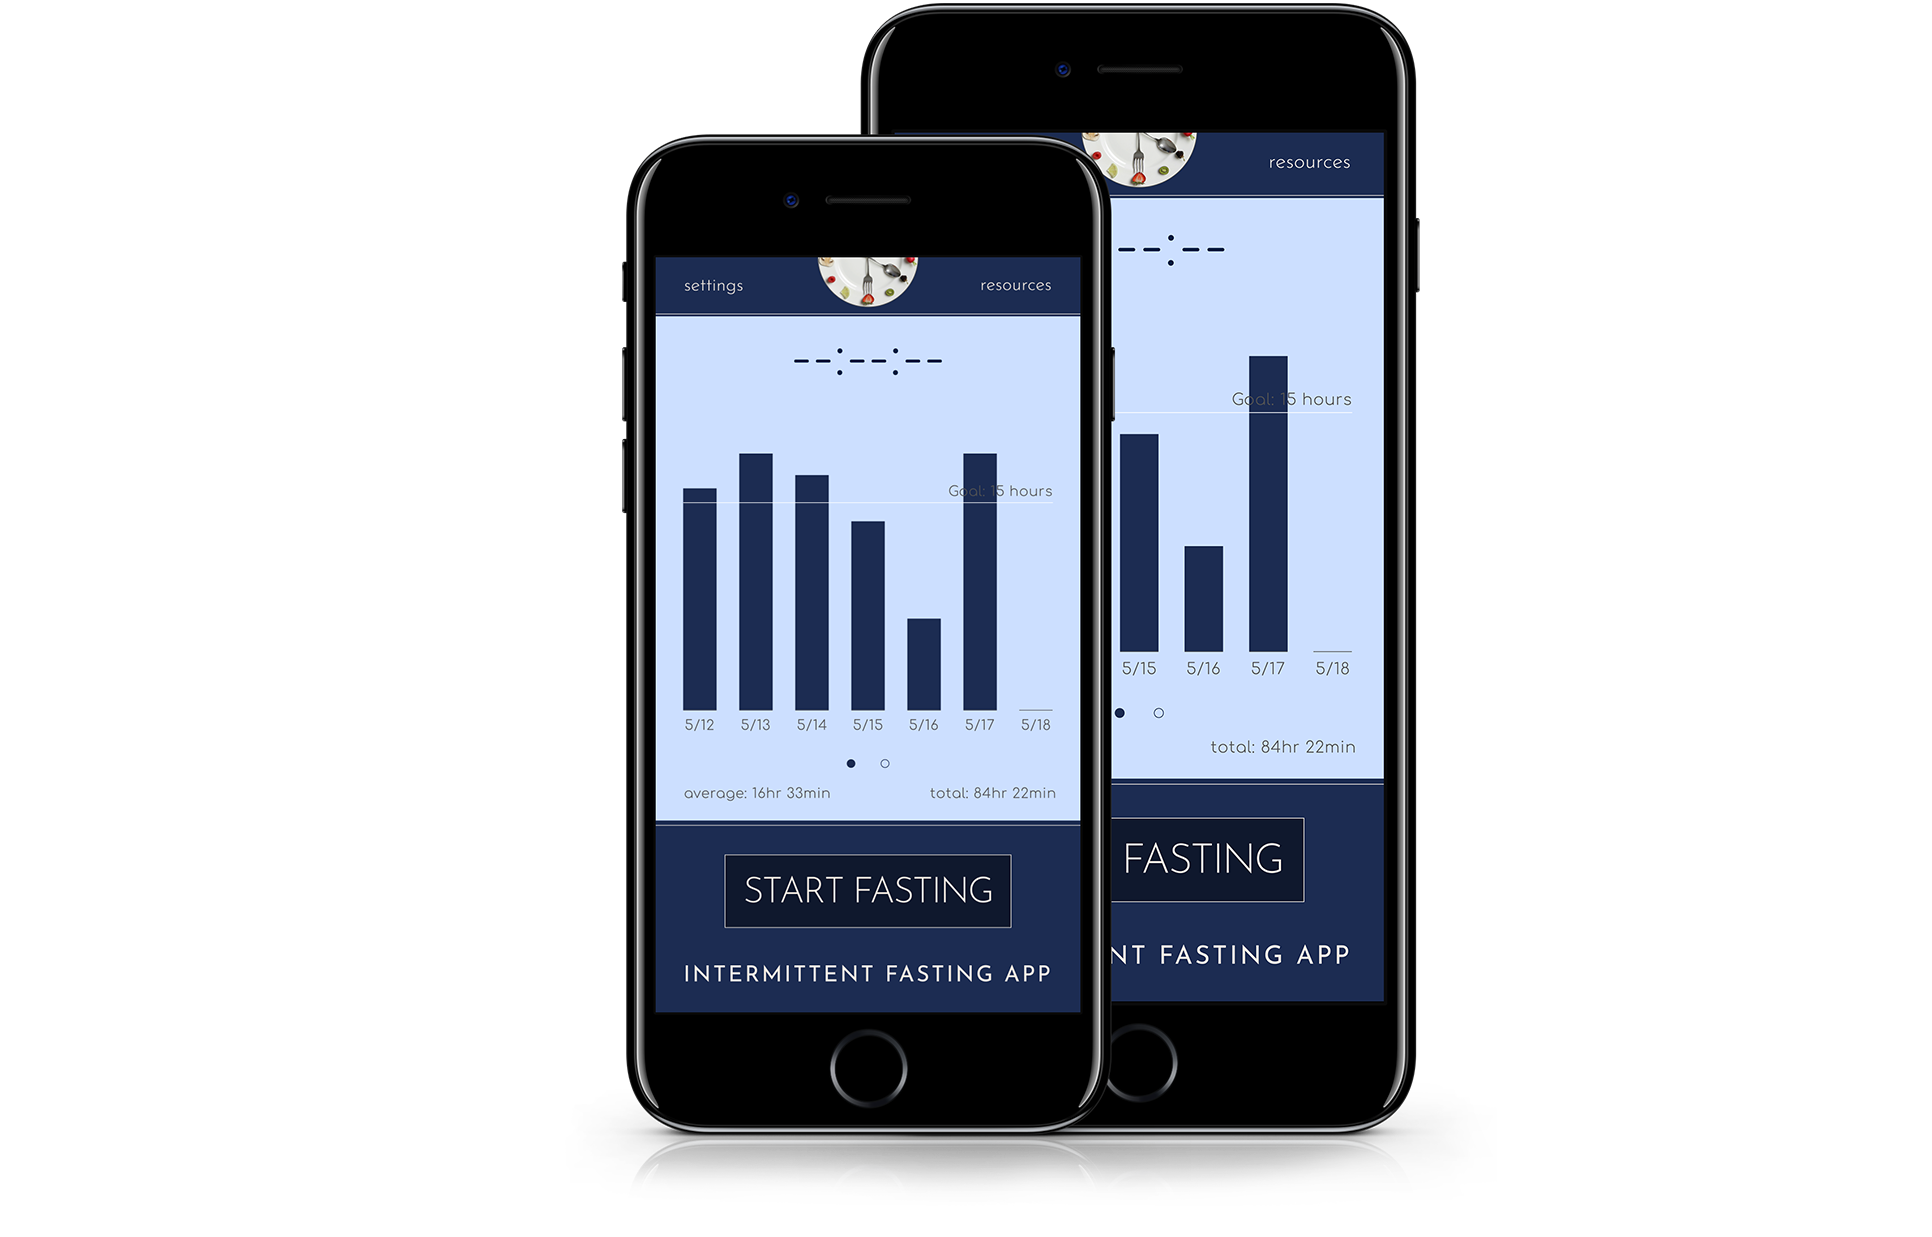 settings
resources
--:--:--
Goal: 15 hours
5/12 5/13 5/14 5/15 5/16 5/17 5/18
average: 16hr 33min
total: 84hr 22min
START FASTING
INTERMITTENT FASTING APP
resources
--:--
Goal: 15 hours
5/15 5/16 5/17 5/18
total: 84hr 22min
FASTING
NT FASTING APP